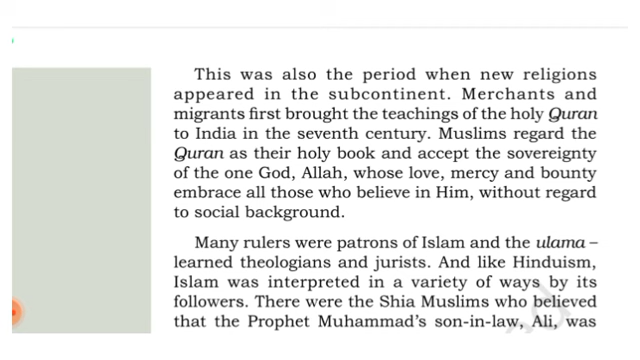 This was also the period when new religions
appeared in the subcontinent. Merchants and
migrants first brought the teachings of the holy Quran
to India in the seventh century. Muslims regard the
Quran as their holy book and accept the sovereignty
of the one God, Allah, whose love, mercy and bounty
embrace all those who believe in Him, without regard
to social background.
Many rulers were patrons of Islam and the ulama –
learned theologians and jurists. And like Hinduism,
Islam was interpreted in a variety of ways by its
followers. There were the Shia Muslims who believed
that the Prophet Muhammad’s son-in-law, Ali, was